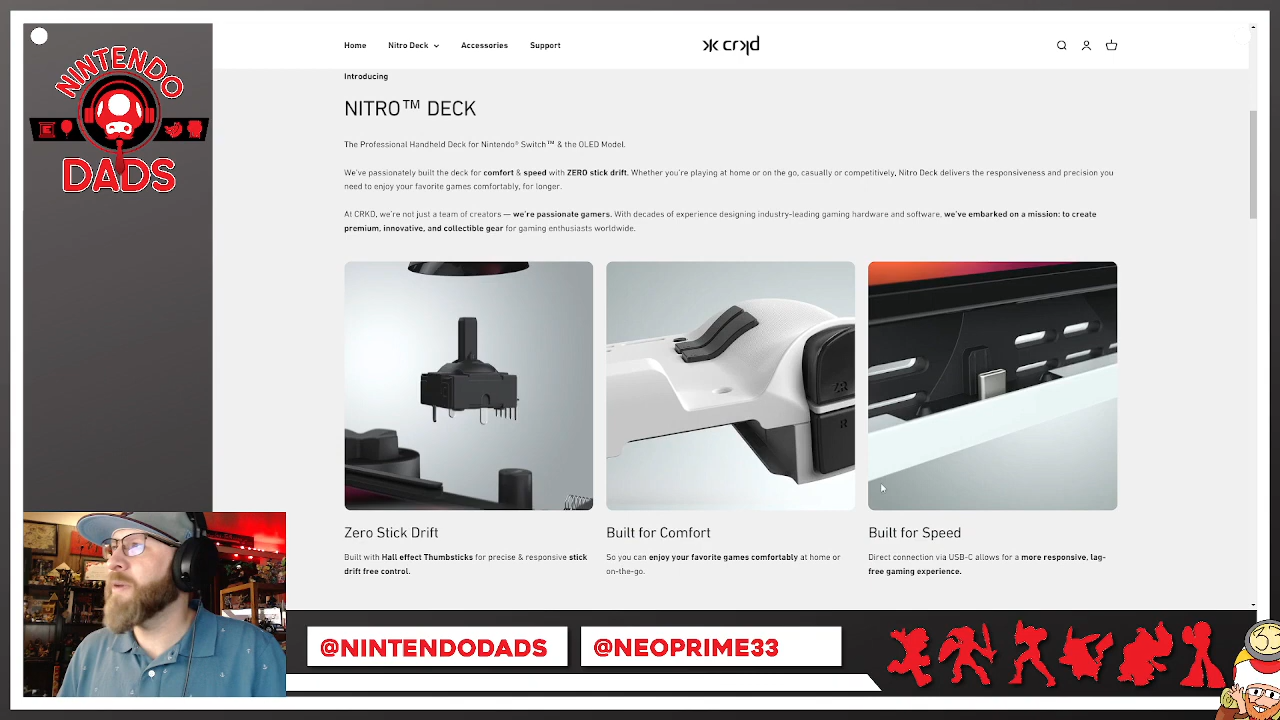 NINTENDO
DADS
Home
Nitro Deck
Accessories
Support
crkd
Introducing
NITRO™ DECK
The Professional Handheld Deck for Nintendo® Switch™ & the OLED Model.
We've passionately built the deck for comfort & speed with ZERO stick drift. Whether you're playing at home or on the go, casually or competitively, Nitro Deck delivers the responsiveness and precision you
need to enjoy your favorite games comfortably, for longer.
At CRKD, we're not just a team of creators — we're passionate gamers. With decades of experience designing industry-leading gaming hardware and software, we've embarked on a mission: to create
premium, innovative, and collectible gear for gaming enthusiasts worldwide.
R
Zero Stick Drift
Built with Hall effect Thumbsticks for precise & responsive stick
drift free control.
Built for Comfort
So you can enjoy your favorite games comfortably at home or
on-the-go.
Built for Speed
Direct connection via USB-C allows for a more responsive, lag-
free gaming experience.
@NINTENDODADS
@NEOPRIME33